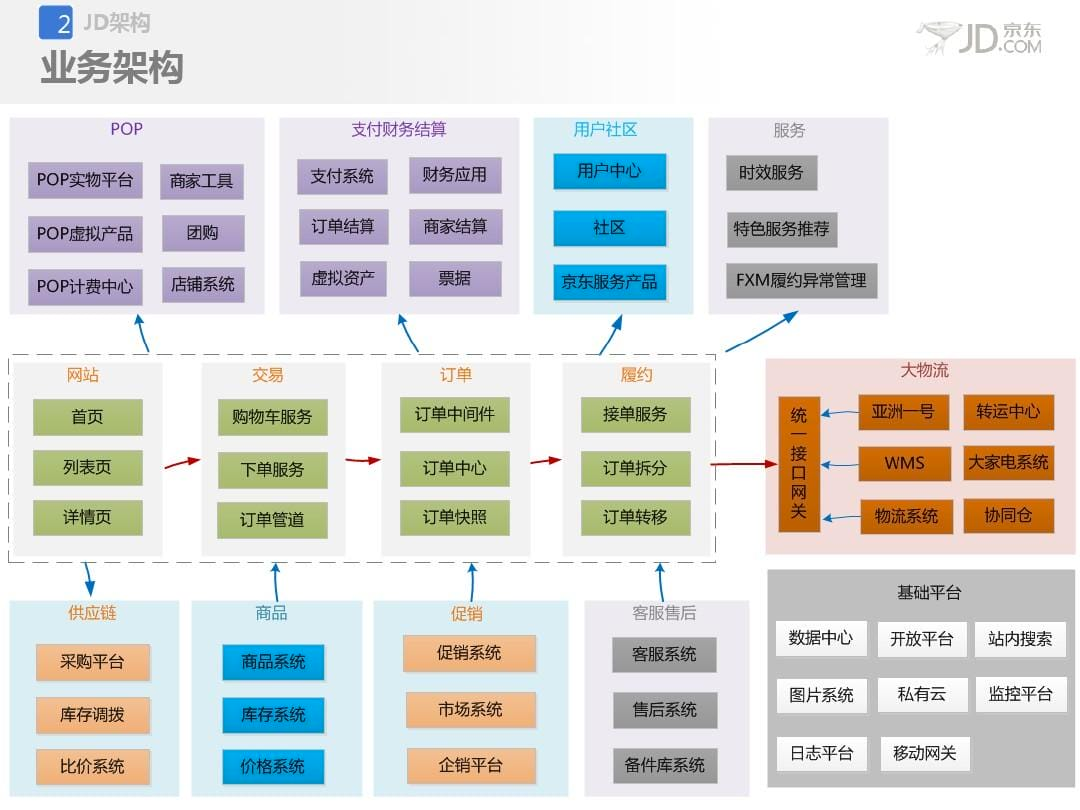 2 JD架构
业务架构
JD 京东
.COM
POP
POP实物平台
商家工具
POP虚拟产品
团购
POP计费中心
店铺系统
支付财务结算
支付系统
财务应用
订单结算
商家结算
虚拟资产
票据
用户社区
用户中心
社区
京东服务产品
服务
时效服务
特色服务推荐
FXM履约异常管理
网站
首页
列表页
详情页
交易
购物车服务
下单服务
订单管道
订单
订单中间件
订单中心
订单快照
履约
接单服务
订单拆分
订单转移
大物流
统一接口网关
亚洲一号
转运中心
WMS
大家电系统
物流系统
协同仓
供应链
采购平台
库存调拨
比价系统
商品
商品系统
库存系统
价格系统
促销
促销系统
市场系统
企销平台
客服售后
客服系统
售后系统
备件库系统
基础平台
数据中心
开放平台
站内搜索
图片系统
私有云
监控平台
日志平台
移动网关